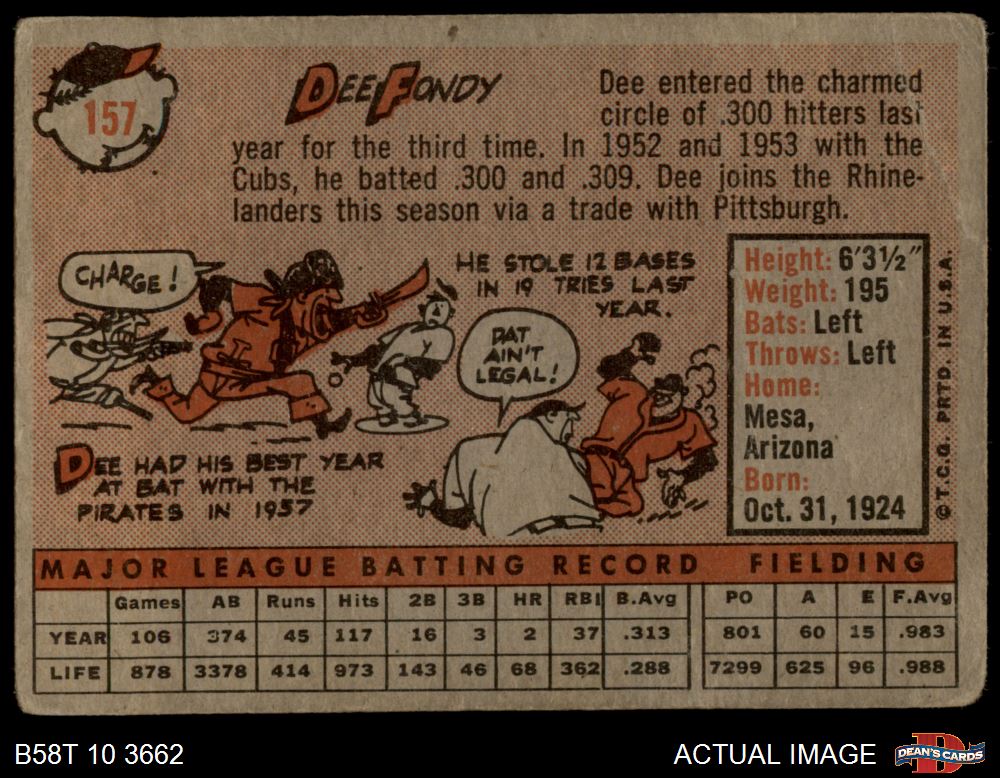 157
DEE FONDY
Dee entered the charmed
circle of .300 hitters last
year for the third time. In 1952 and 1953 with the
Cubs, he batted .300 and .309. Dee joins the Rhine-
landers this season via a trade with Pittsburgh.
CHARGE!
HE STOLE 12 BASES
IN 19 TRIES LAST
YEAR.
DAT
AIN'T
LEGAL!
DEE HAD HIS BEST YEAR
AT BAT WITH THE
PIRATES IN 1957
Height: 6'3½"
Weight: 195
Bats: Left
Throws: Left
Home:
Mesa,
Arizona
Born:
Oct. 31, 1924
© T.C.G. PRTD. IN U.S.A.
MAJOR LEAGUE BATTING RECORD FIELDING
Games AB Runs Hits 2B 3B HR RBI B.Avg PO A E F.Avg
YEAR 106 374 45 117 16 3 2 37 .313 801 60 15 .983
LIFE 878 3378 414 973 143 46 68 362 .288 7299 625 96 .988
B58T 10 3662
ACTUAL IMAGE
D
DEAN'S CARDS